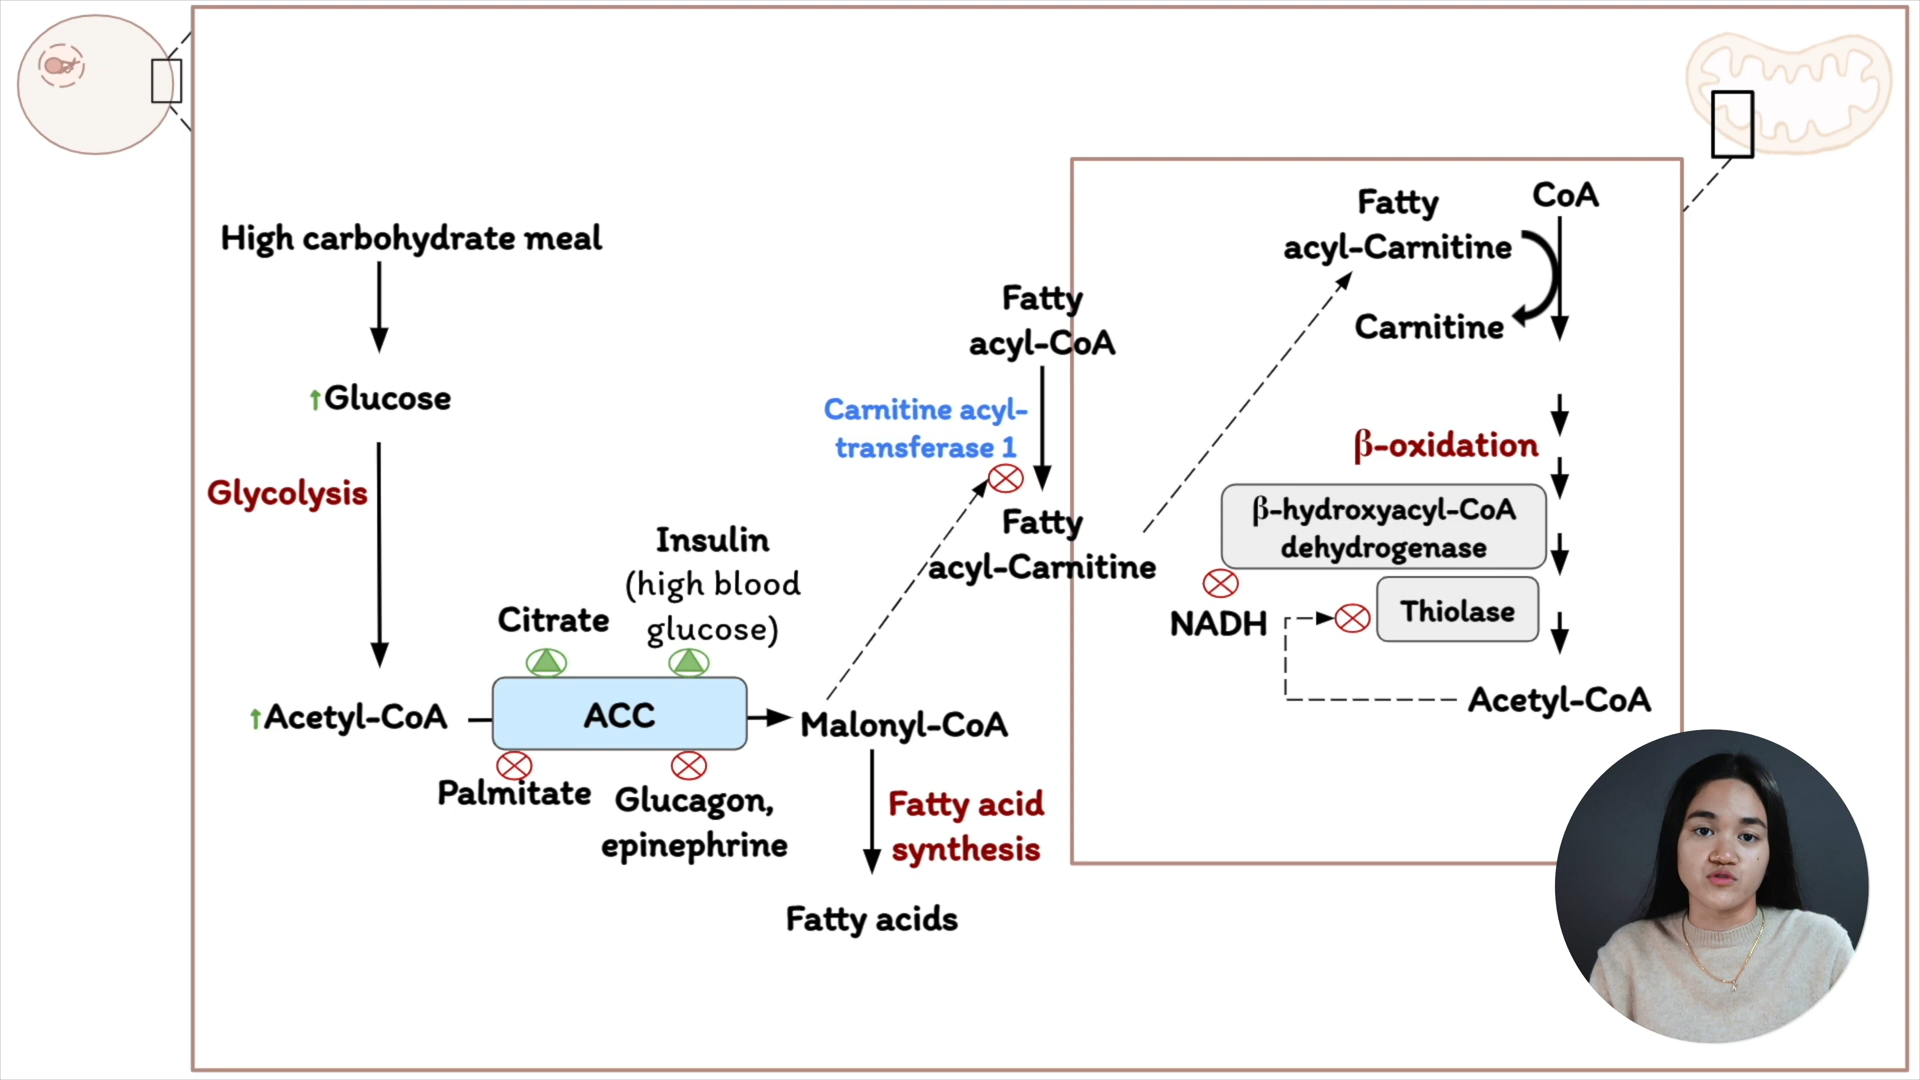 High carbohydrate meal
↑Glucose
Glycolysis
↑Acetyl-CoA
Citrate
Insulin
(high blood
glucose)
ACC
Palmitate
Glucagon,
epinephrine
Malonyl-CoA
Fatty acid
synthesis
Fatty acids
Fatty
acyl-CoA
Carnitine acyl-
transferase 1
Fatty
acyl-Carnitine
Fatty
acyl-Carnitine
CoA
Carnitine
β-oxidation
β-hydroxyacyl-CoA
dehydrogenase
NADH
Thiolase
Acetyl-CoA